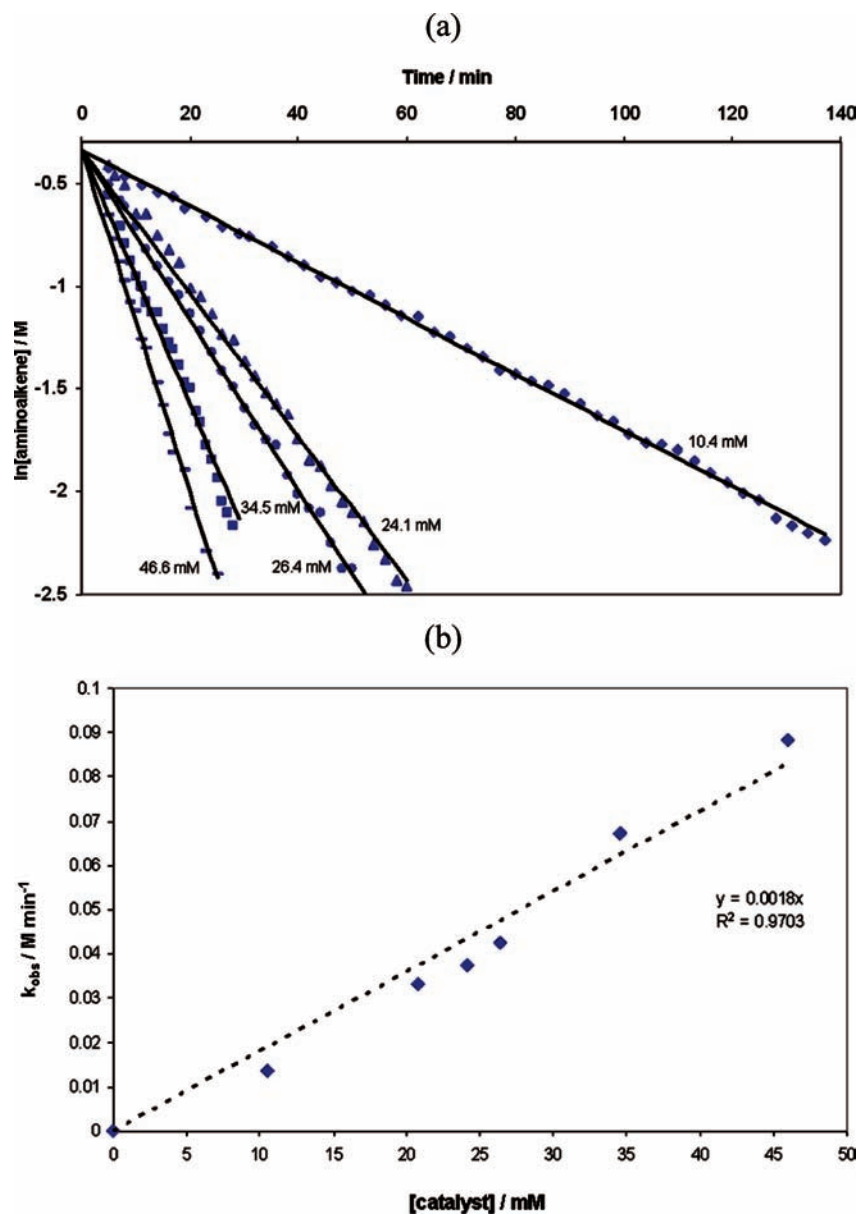 (a)
Time / min
0 20 40 60 80 100 120 140
-0.5
-1
-1.5
-2
-2.5
ln[aminoalkene] / M
10.4 mM
34.5 mM
24.1 mM
46.6 mM
26.4 mM
(b)
0.1
0.09
0.08
0.07
0.06
0.05
0.04
0.03
0.02
0.01
0
k_obs / M min⁻¹
y = 0.0018x
R² = 0.9703
0 5 10 15 20 25 30 35 40 45 50
[catalyst] / mM